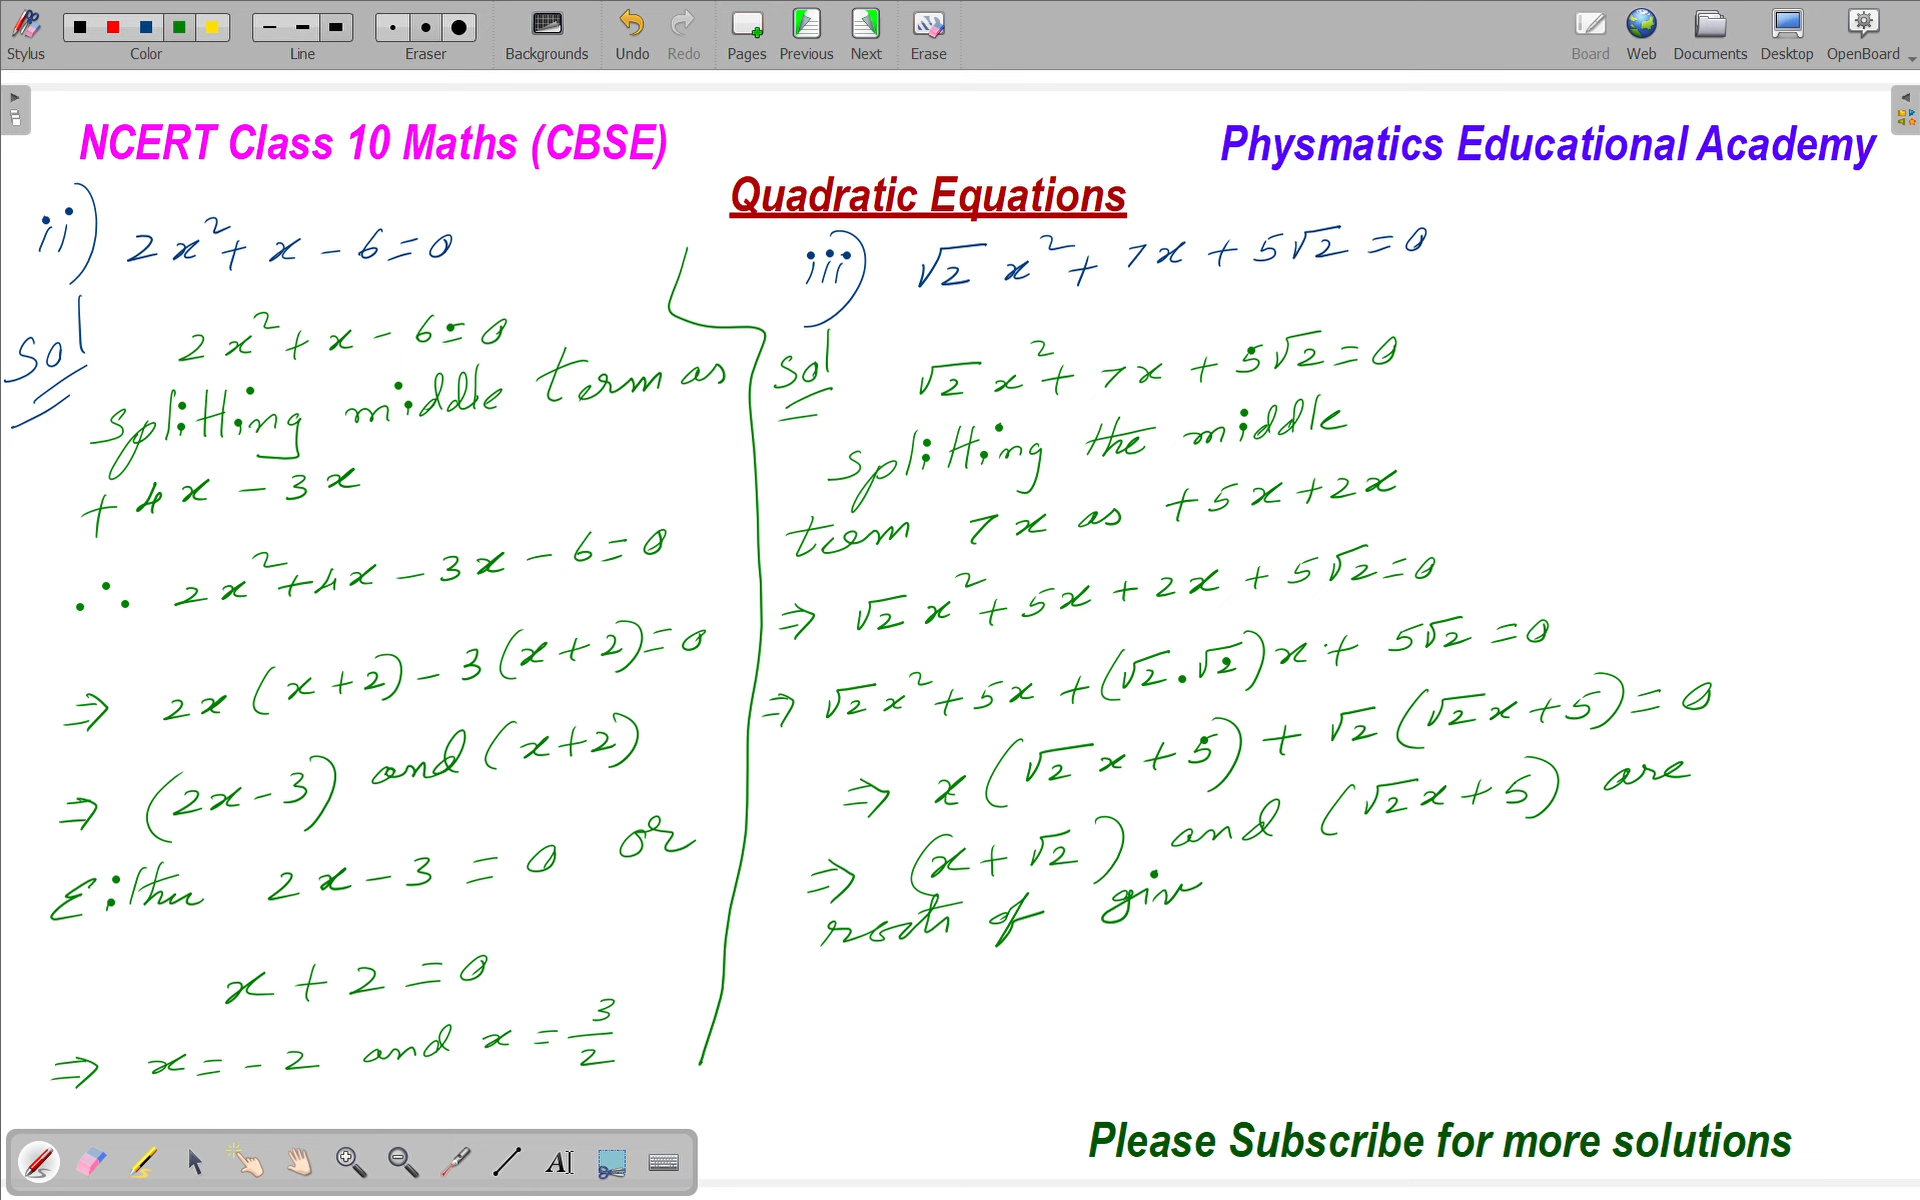 Stylus
Color
Line
Eraser
Backgrounds
Undo
Redo
Pages
Previous
Next
Erase
Board
Web
Documents
Desktop
OpenBoard
NCERT Class 10 Maths (CBSE)
Physmatics Educational Academy
Quadratic Equations
ii) 2x² + x - 6 = 0
Sol
2x² + x - 6 = 0
Splitting middle term as
+ 4x - 3x
∴ 2x² + 4x - 3x - 6 = 0
⇒ 2x (x+2) - 3 (x+2) = 0
⇒ (2x - 3) and (x+2)
Either 2x - 3 = 0 or
x + 2 = 0
⇒ x = -2 and x = 3/2
iii) √2 x² + 7x + 5√2 = 0
Sol
√2 x² + 7x + 5√2 = 0
Splitting the middle
term 7x as +5x + 2x
⇒ √2 x² + 5x + 2x + 5√2 = 0
⇒ √2 x² + 5x + (√2 . √2) x + 5√2 = 0
⇒ x (√2 x + 5) + √2 (√2 x + 5) = 0
⇒ (x + √2) and (√2 x + 5) are
roots of giv
Please Subscribe for more solutions